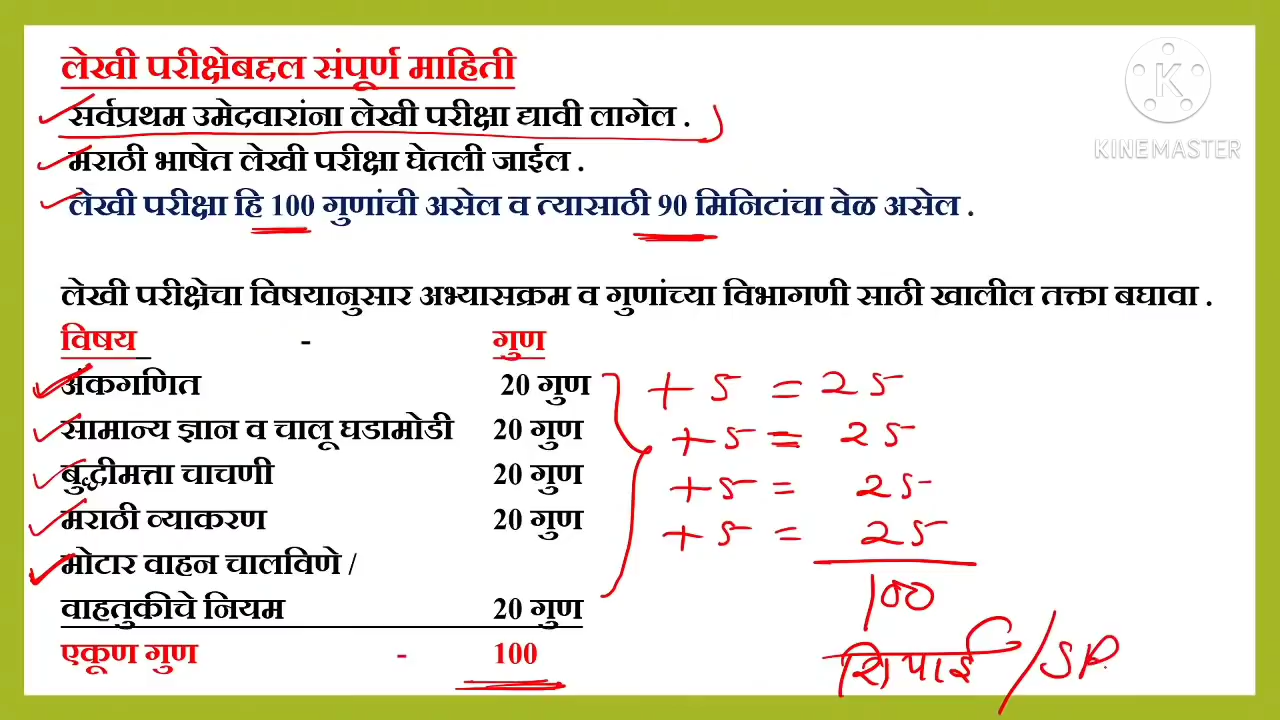 लेखी परीक्षेबद्दल संपूर्ण माहिती
सर्वप्रथम उमेदवारांना लेखी परीक्षा द्यावी लागेल .
मराठी भाषेत लेखी परीक्षा घेतली जाईल .
लेखी परीक्षा हि 100 गुणांची असेल व त्यासाठी 90 मिनिटांचा वेळ असेल .
K
KINEMASTER
लेखी परीक्षेचा विषयानुसार अभ्यासक्रम व गुणांच्या विभागणी साठी खालील तक्ता बघावा .
विषय - गुण
अंकगणित 20 गुण + 5 = 25
सामान्य ज्ञान व चालू घडामोडी 20 गुण + 5 = 25
बुद्धीमत्ता चाचणी 20 गुण + 5 = 25
मराठी व्याकरण 20 गुण + 5 = 25
मोटार वाहन चालविणे /
वाहतुकीचे नियम 20 गुण 100
एकूण गुण - 100 शिपाई / SP